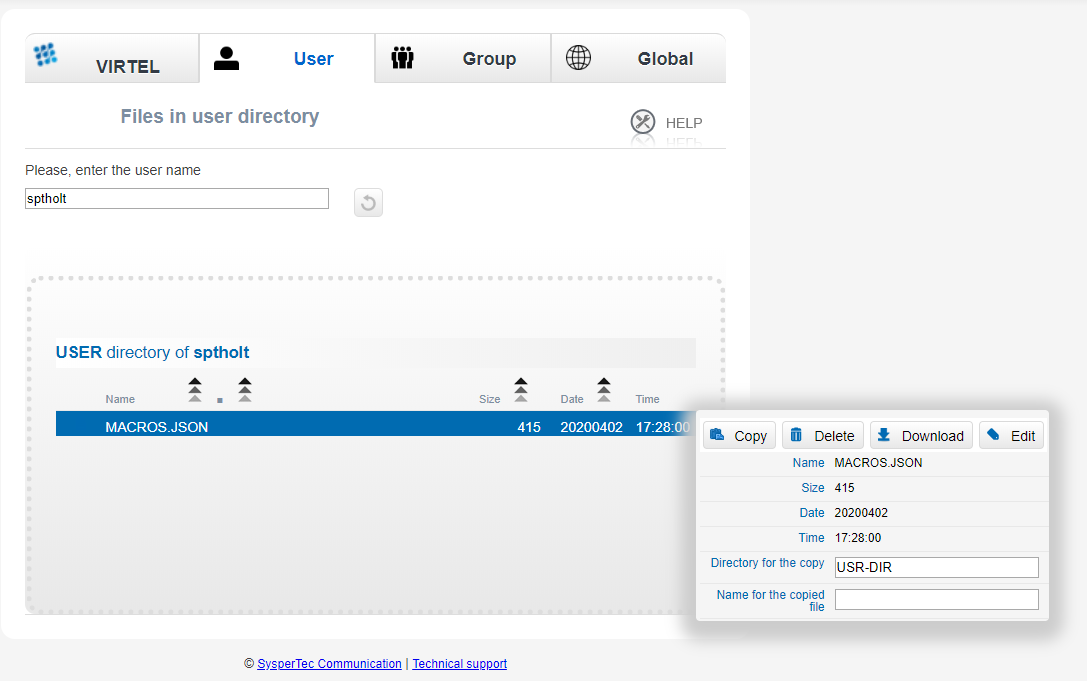 VIRTEL User Group Global
Files in user directory
HELP
Please, enter the user name
sptholt
USER directory of sptholt
Name Size Date Time
MACROS.JSON 415 20200402 17:28:00
Copy Delete Download Edit
Name MACROS.JSON
Size 415
Date 20200402
Time 17:28:00
Directory for the copy USR-DIR
Name for the copied
file
© SysperTec Communication | Technical support